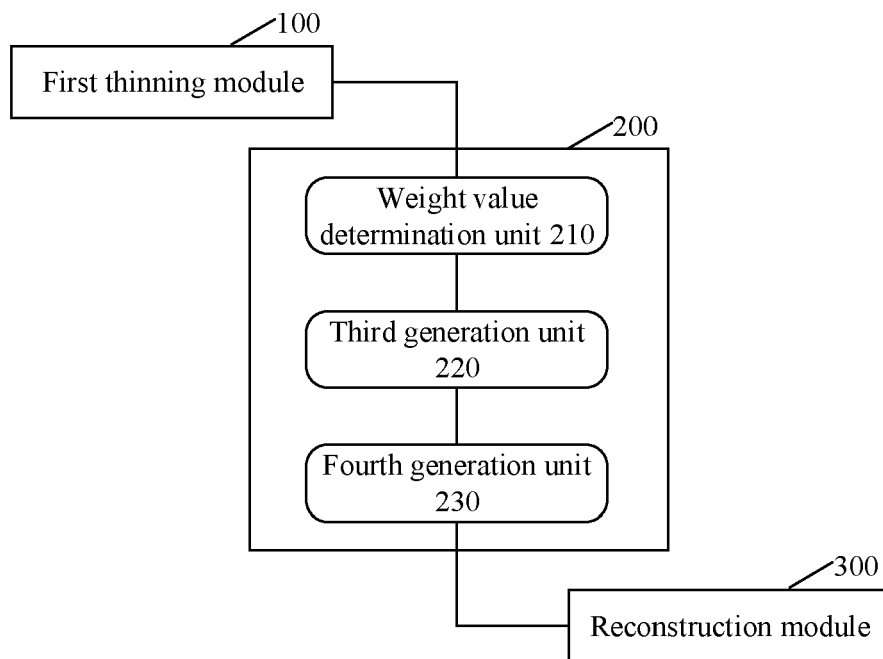 100
First thinning module
200
Weight value
determination unit 210
Third generation unit
220
Fourth generation unit
230
300
Reconstruction module